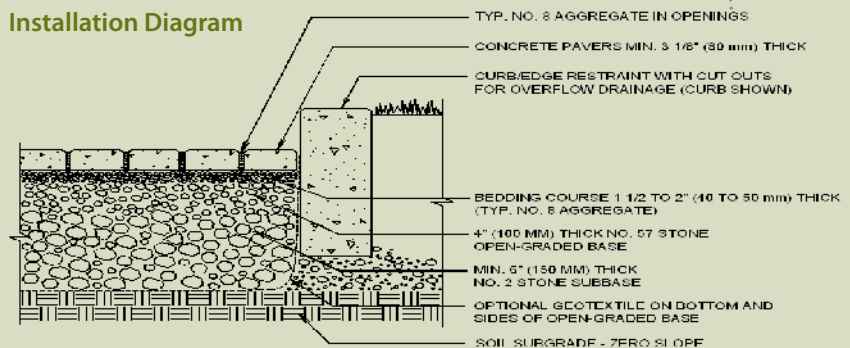 Installation Diagram
TYP. NO. 8 AGGREGATE IN OPENINGS
CONCRETE PAVERS MIN. 3 1/8" (80 mm) THICK
CURB/EDGE RESTRAINT WITH CUT OUTS
FOR OVERFLOW DRAINAGE (CURB SHOWN)
BEDDING COURSE 1 1/2 TO 2" (40 TO 50 mm) THICK
(TYP. NO. 8 AGGREGATE)
4" (100 MM) THICK NO. 57 STONE
OPEN-GRADED BASE
MIN. 6" (150 MM) THICK
NO. 2 STONE SUBBASE
OPTIONAL GEOTEXTILE ON BOTTOM AND
SIDES OF OPEN-GRADED BASE
SOIL SUBGRADE - ZERO SLOPE